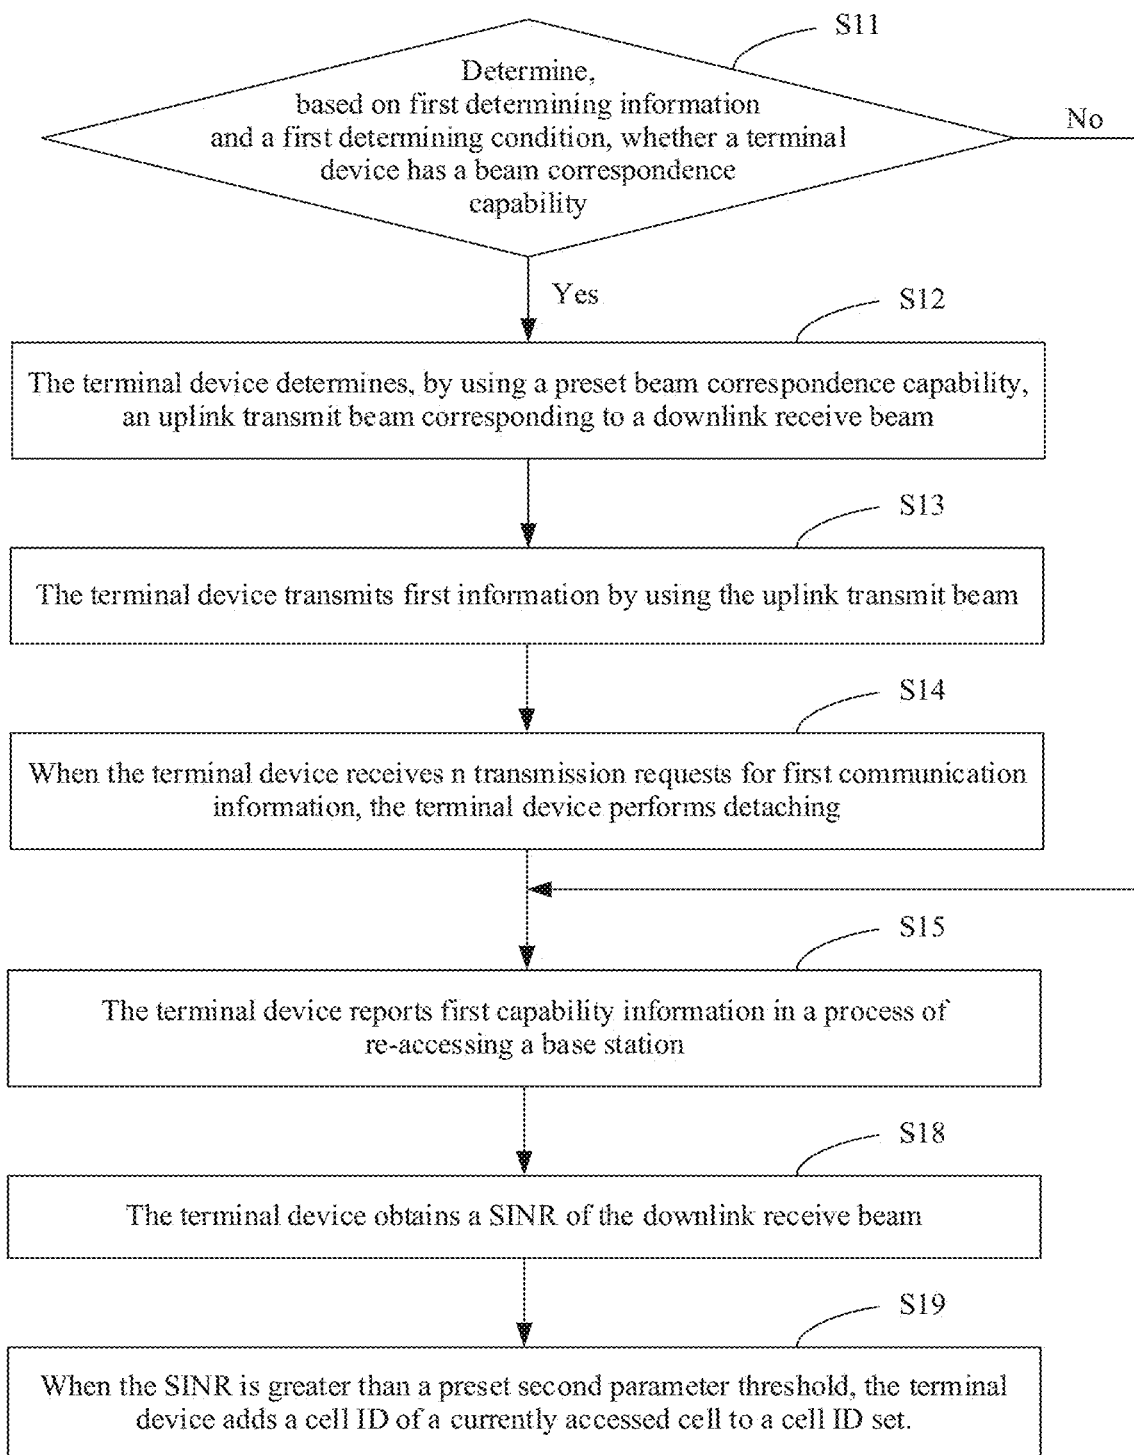 S11
Determine,
based on first determining information
and a first determining condition, whether a terminal
device has a beam correspondence
capability
No
Yes
S12
The terminal device determines, by using a preset beam correspondence capability,
an uplink transmit beam corresponding to a downlink receive beam
S13
The terminal device transmits first information by using the uplink transmit beam
S14
When the terminal device receives n transmission requests for first communication
information, the terminal device performs detaching
S15
The terminal device reports first capability information in a process of
re-accessing a base station
S18
The terminal device obtains a SINR of the downlink receive beam
S19
When the SINR is greater than a preset second parameter threshold, the terminal
device adds a cell ID of a currently accessed cell to a cell ID set.